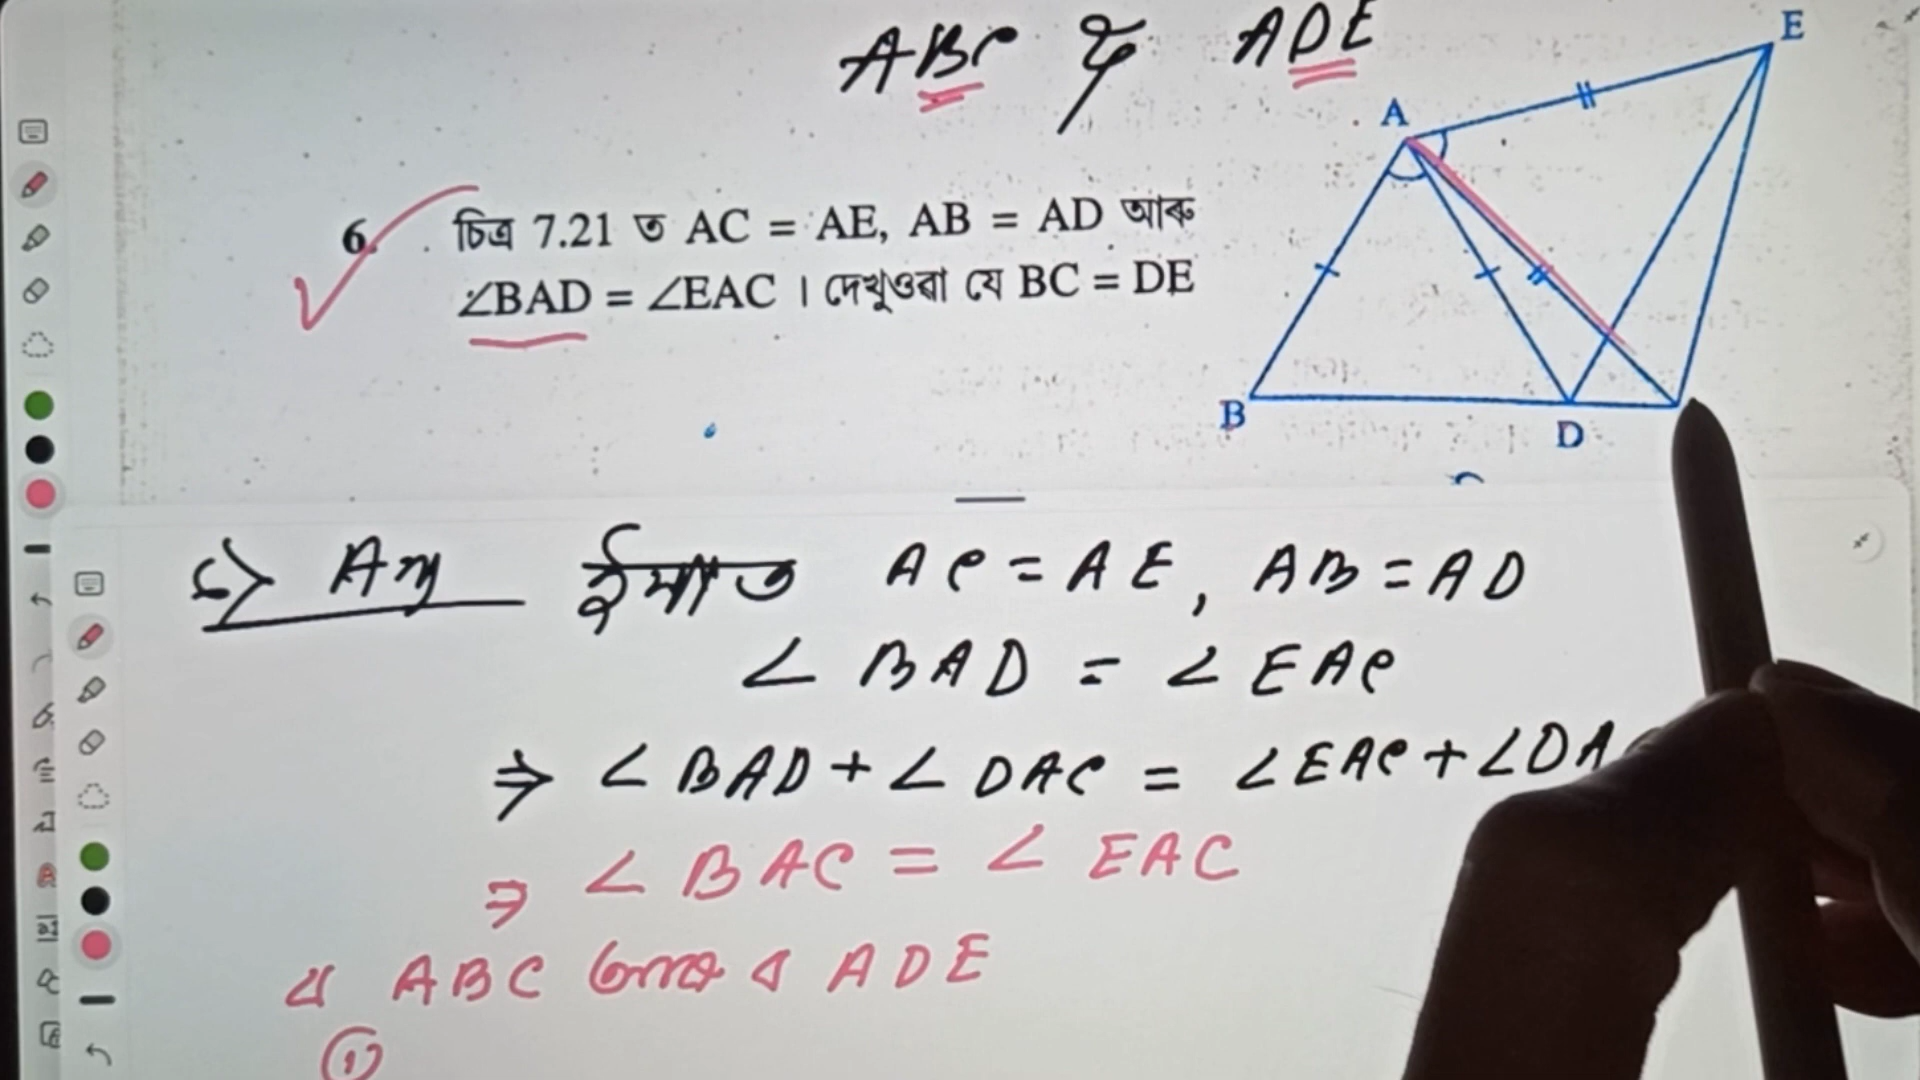 ABC ADE
E
A
6. চিত্র 7.21 ত AC = AE, AB = AD আৰু
∠BAD = ∠EAC । দেখুওৱা যে BC = DE
B
D
Ans ইয়াত AC = AE, AB = AD
∠BAD = ∠EAC
⇒ ∠BAD + ∠DAC = ∠EAC + ∠DA
⇒ ∠BAC = ∠EAC
Δ ABC আৰু Δ ADE
(i)